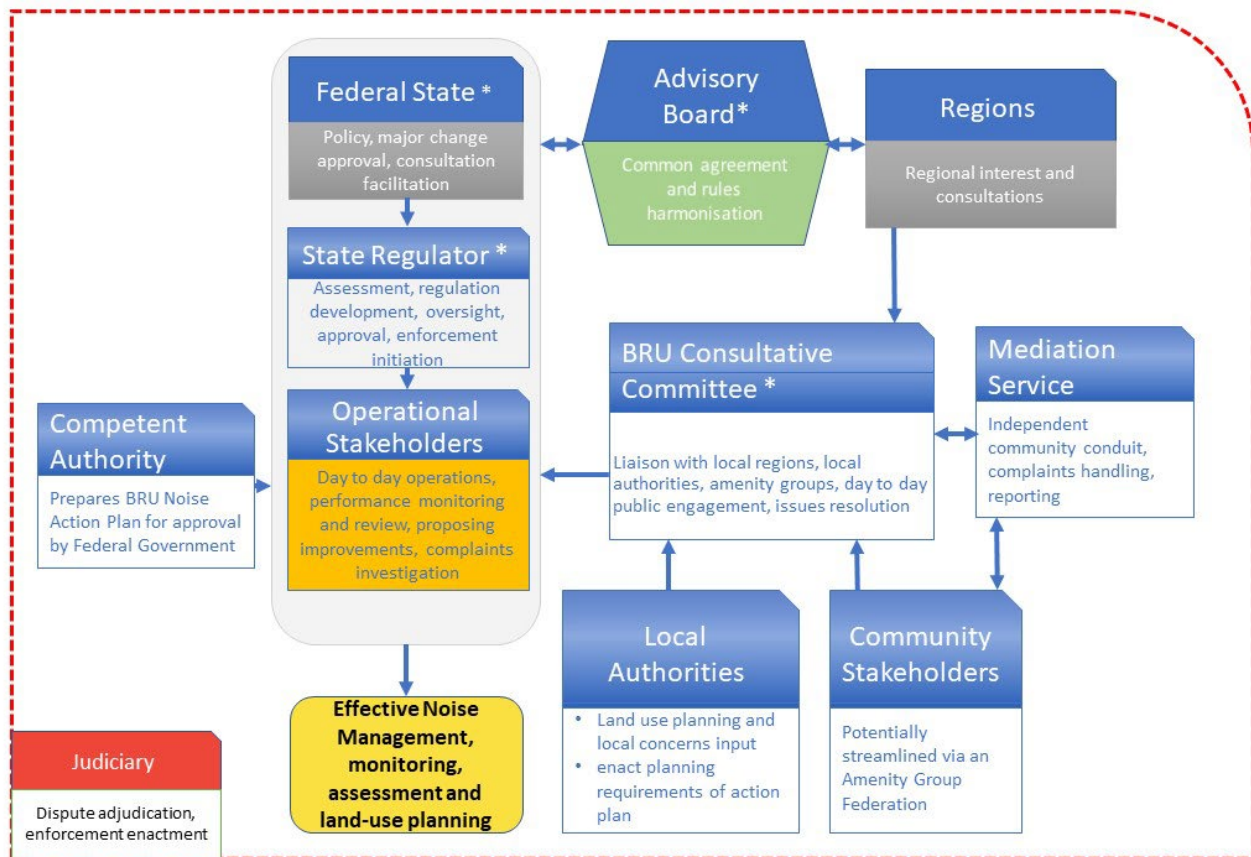 Federal State *
Policy, major change
approval, consultation
facilitation
Advisory
Board*
Common agreement
and rules
harmonisation
Regions
Regional interest and
consultations
State Regulator *
Assessment, regulation
development, oversight,
approval, enforcement
initiation
BRU Consultative
Committee *
Liaison with local regions, local
authorities, amenity groups, day to day
public engagement, issues resolution
Mediation
Service
Independent
community conduit,
complaints handling,
reporting
Competent
Authority
Prepares BRU Noise
Action Plan for approval
by Federal Government
Operational
Stakeholders
Day to day operations,
performance monitoring
and review, proposing
improvements, complaints
investigation
Local
Authorities
• Land use planning and
local concerns input
• enact planning
requirements of action
plan
Community
Stakeholders
Potentially
streamlined via an
Amenity Group
Federation
Effective Noise
Management,
monitoring,
assessment and
land-use planning
Judiciary
Dispute adjudication,
enforcement enactment